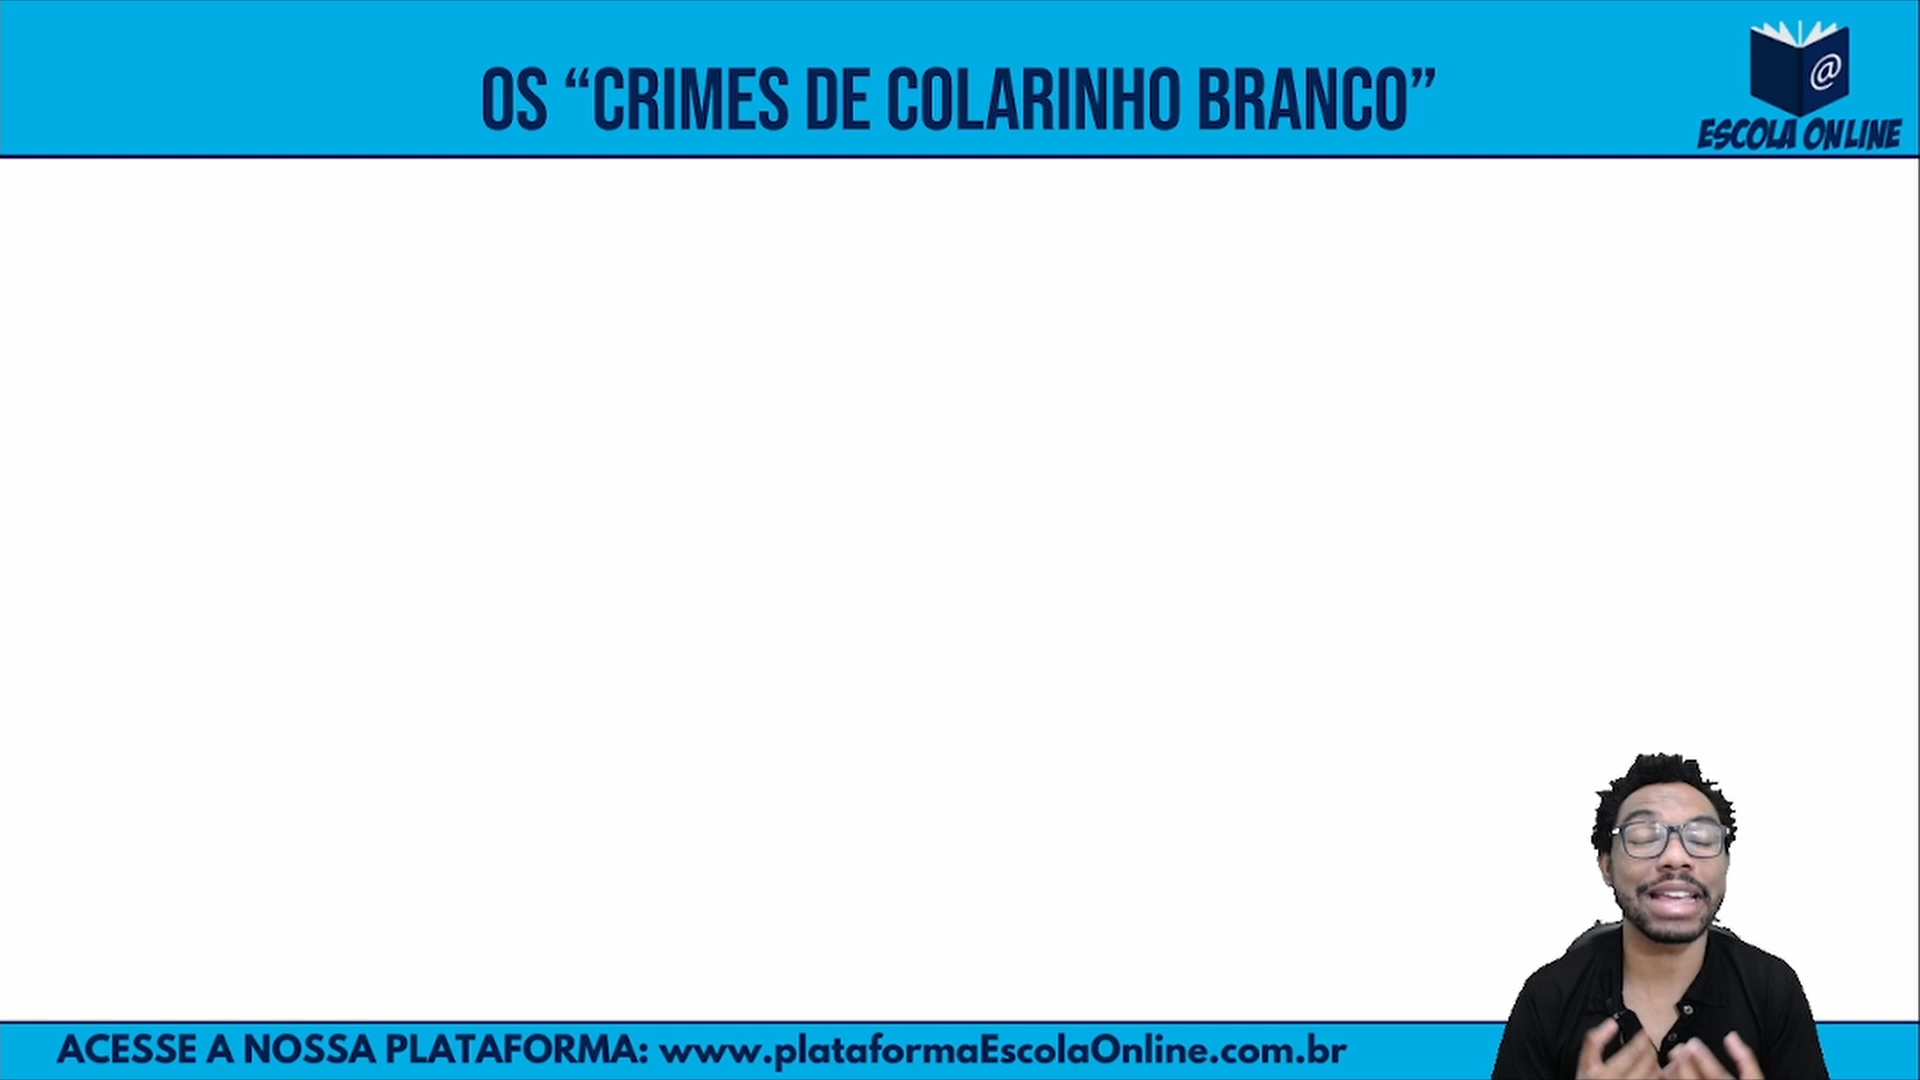 OS “CRIMES DE COLARINHO BRANCO”
@
ESCOLA ONLINE
ACESSE A NOSSA PLATAFORMA: www.plataformaEscolaOnline.com.br